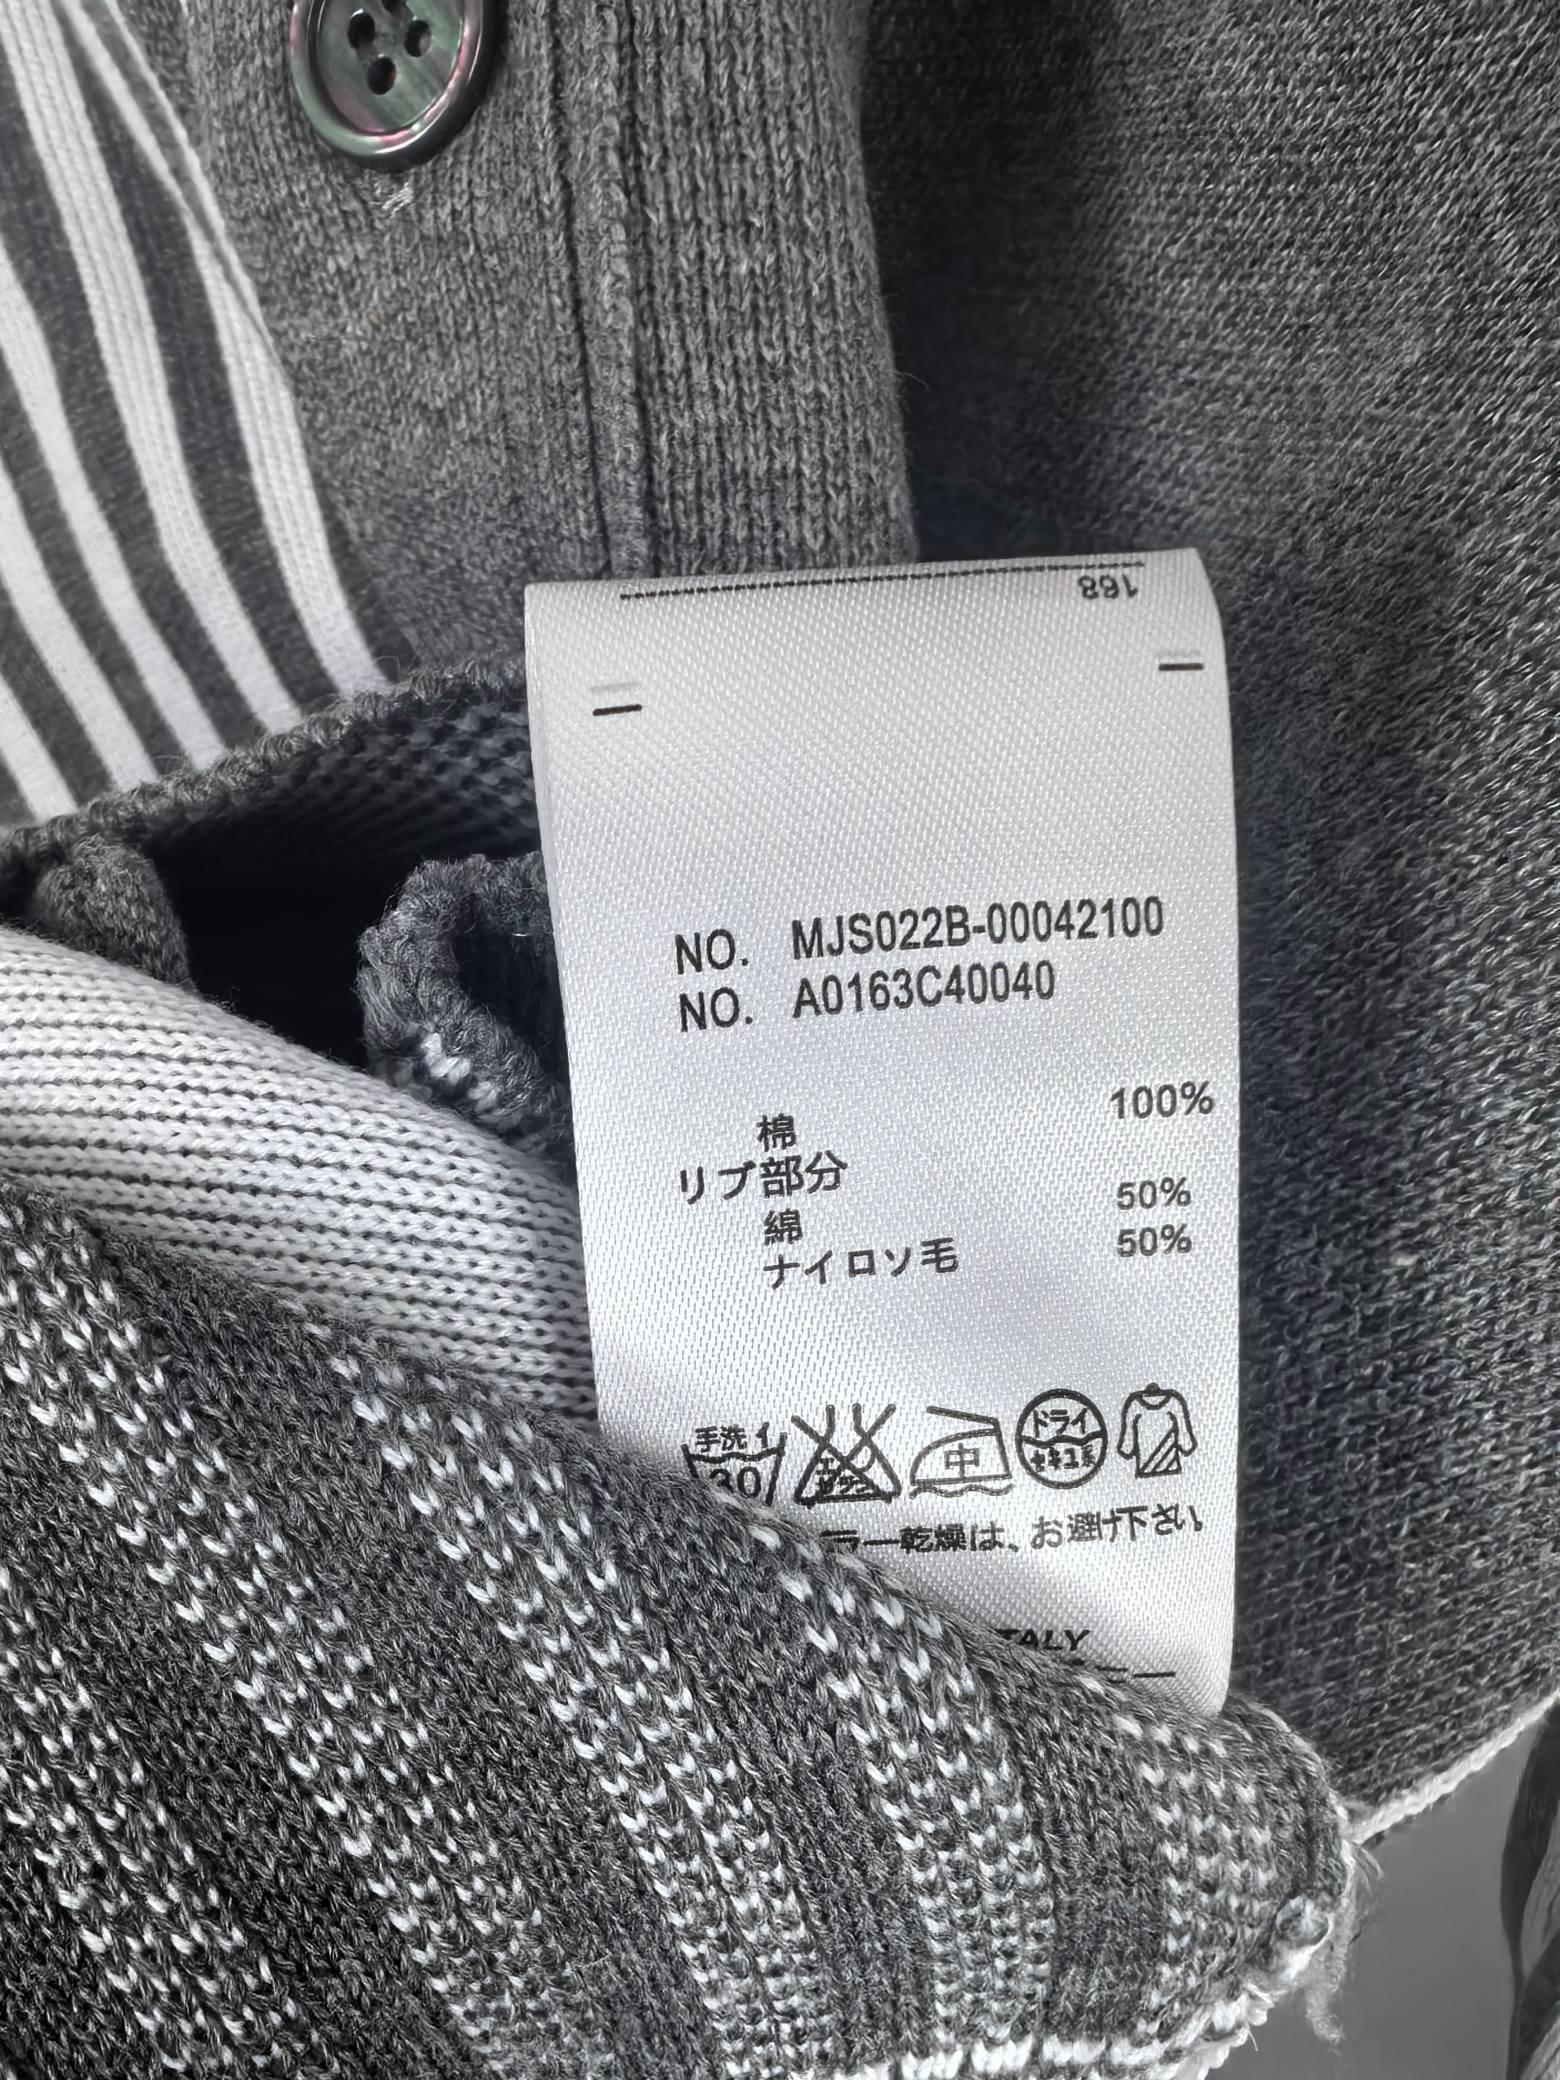 168
NO. MJS022B-00042100
NO. A0163C40040
棉 100%
リブ部分
綿 50%
ナイロソ毛 50%
手洗イ
30
中
ドライ
ラー乾燥は、お避け下さい
TALY